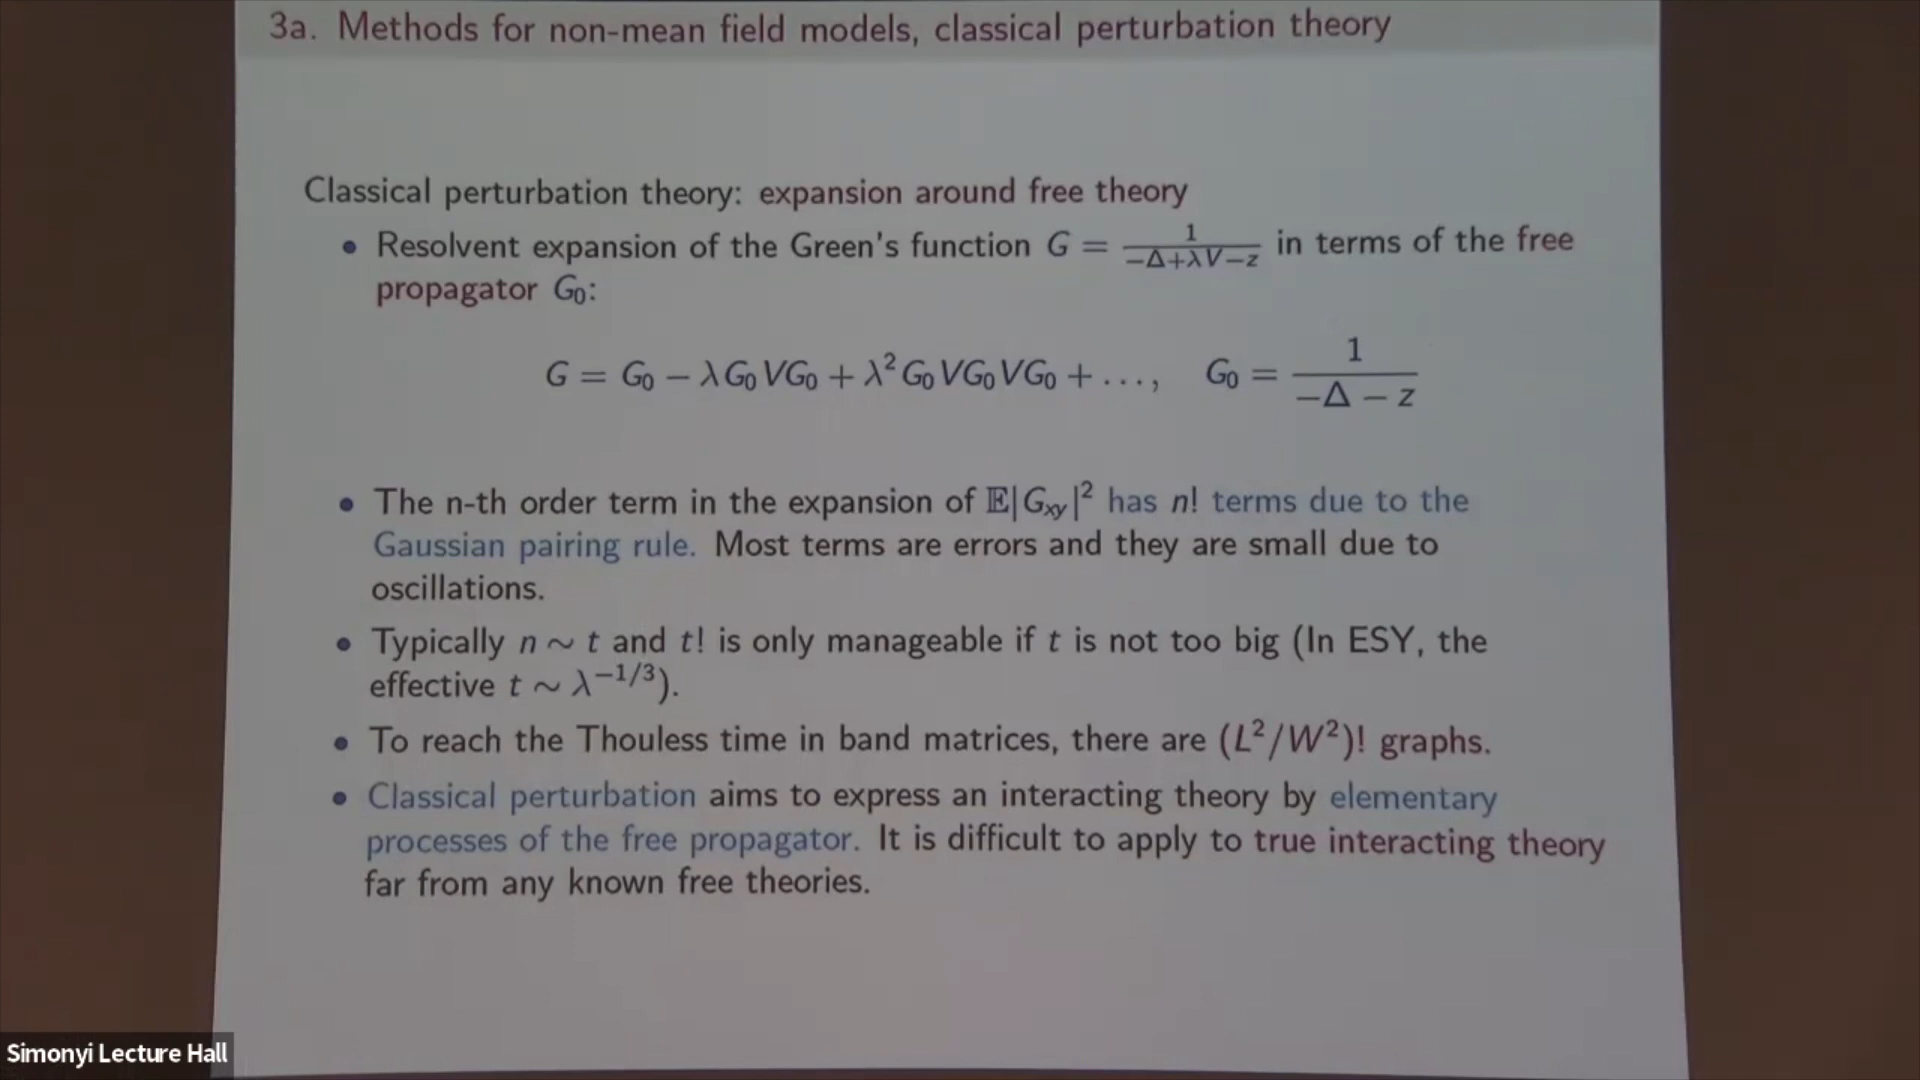 3a. Methods for non-mean field models, classical perturbation theory
Classical perturbation theory: expansion around free theory
• Resolvent expansion of the Green's function G = 1/(−Δ+λV−z) in terms of the free
propagator G₀:
G = G₀ − λG₀VG₀ + λ²G₀VG₀VG₀ + ..., G₀ = 1/(−Δ − z)
• The n-th order term in the expansion of 𝔼|Gₓᵧ|² has n! terms due to the
Gaussian pairing rule. Most terms are errors and they are small due to
oscillations.
• Typically n ∼ t and t! is only manageable if t is not too big (In ESY, the
effective t ∼ λ^{−1/3}).
• To reach the Thouless time in band matrices, there are (L²/W²)! graphs.
• Classical perturbation aims to express an interacting theory by elementary
processes of the free propagator. It is difficult to apply to true interacting theory
far from any known free theories.
Simonyi Lecture Hall